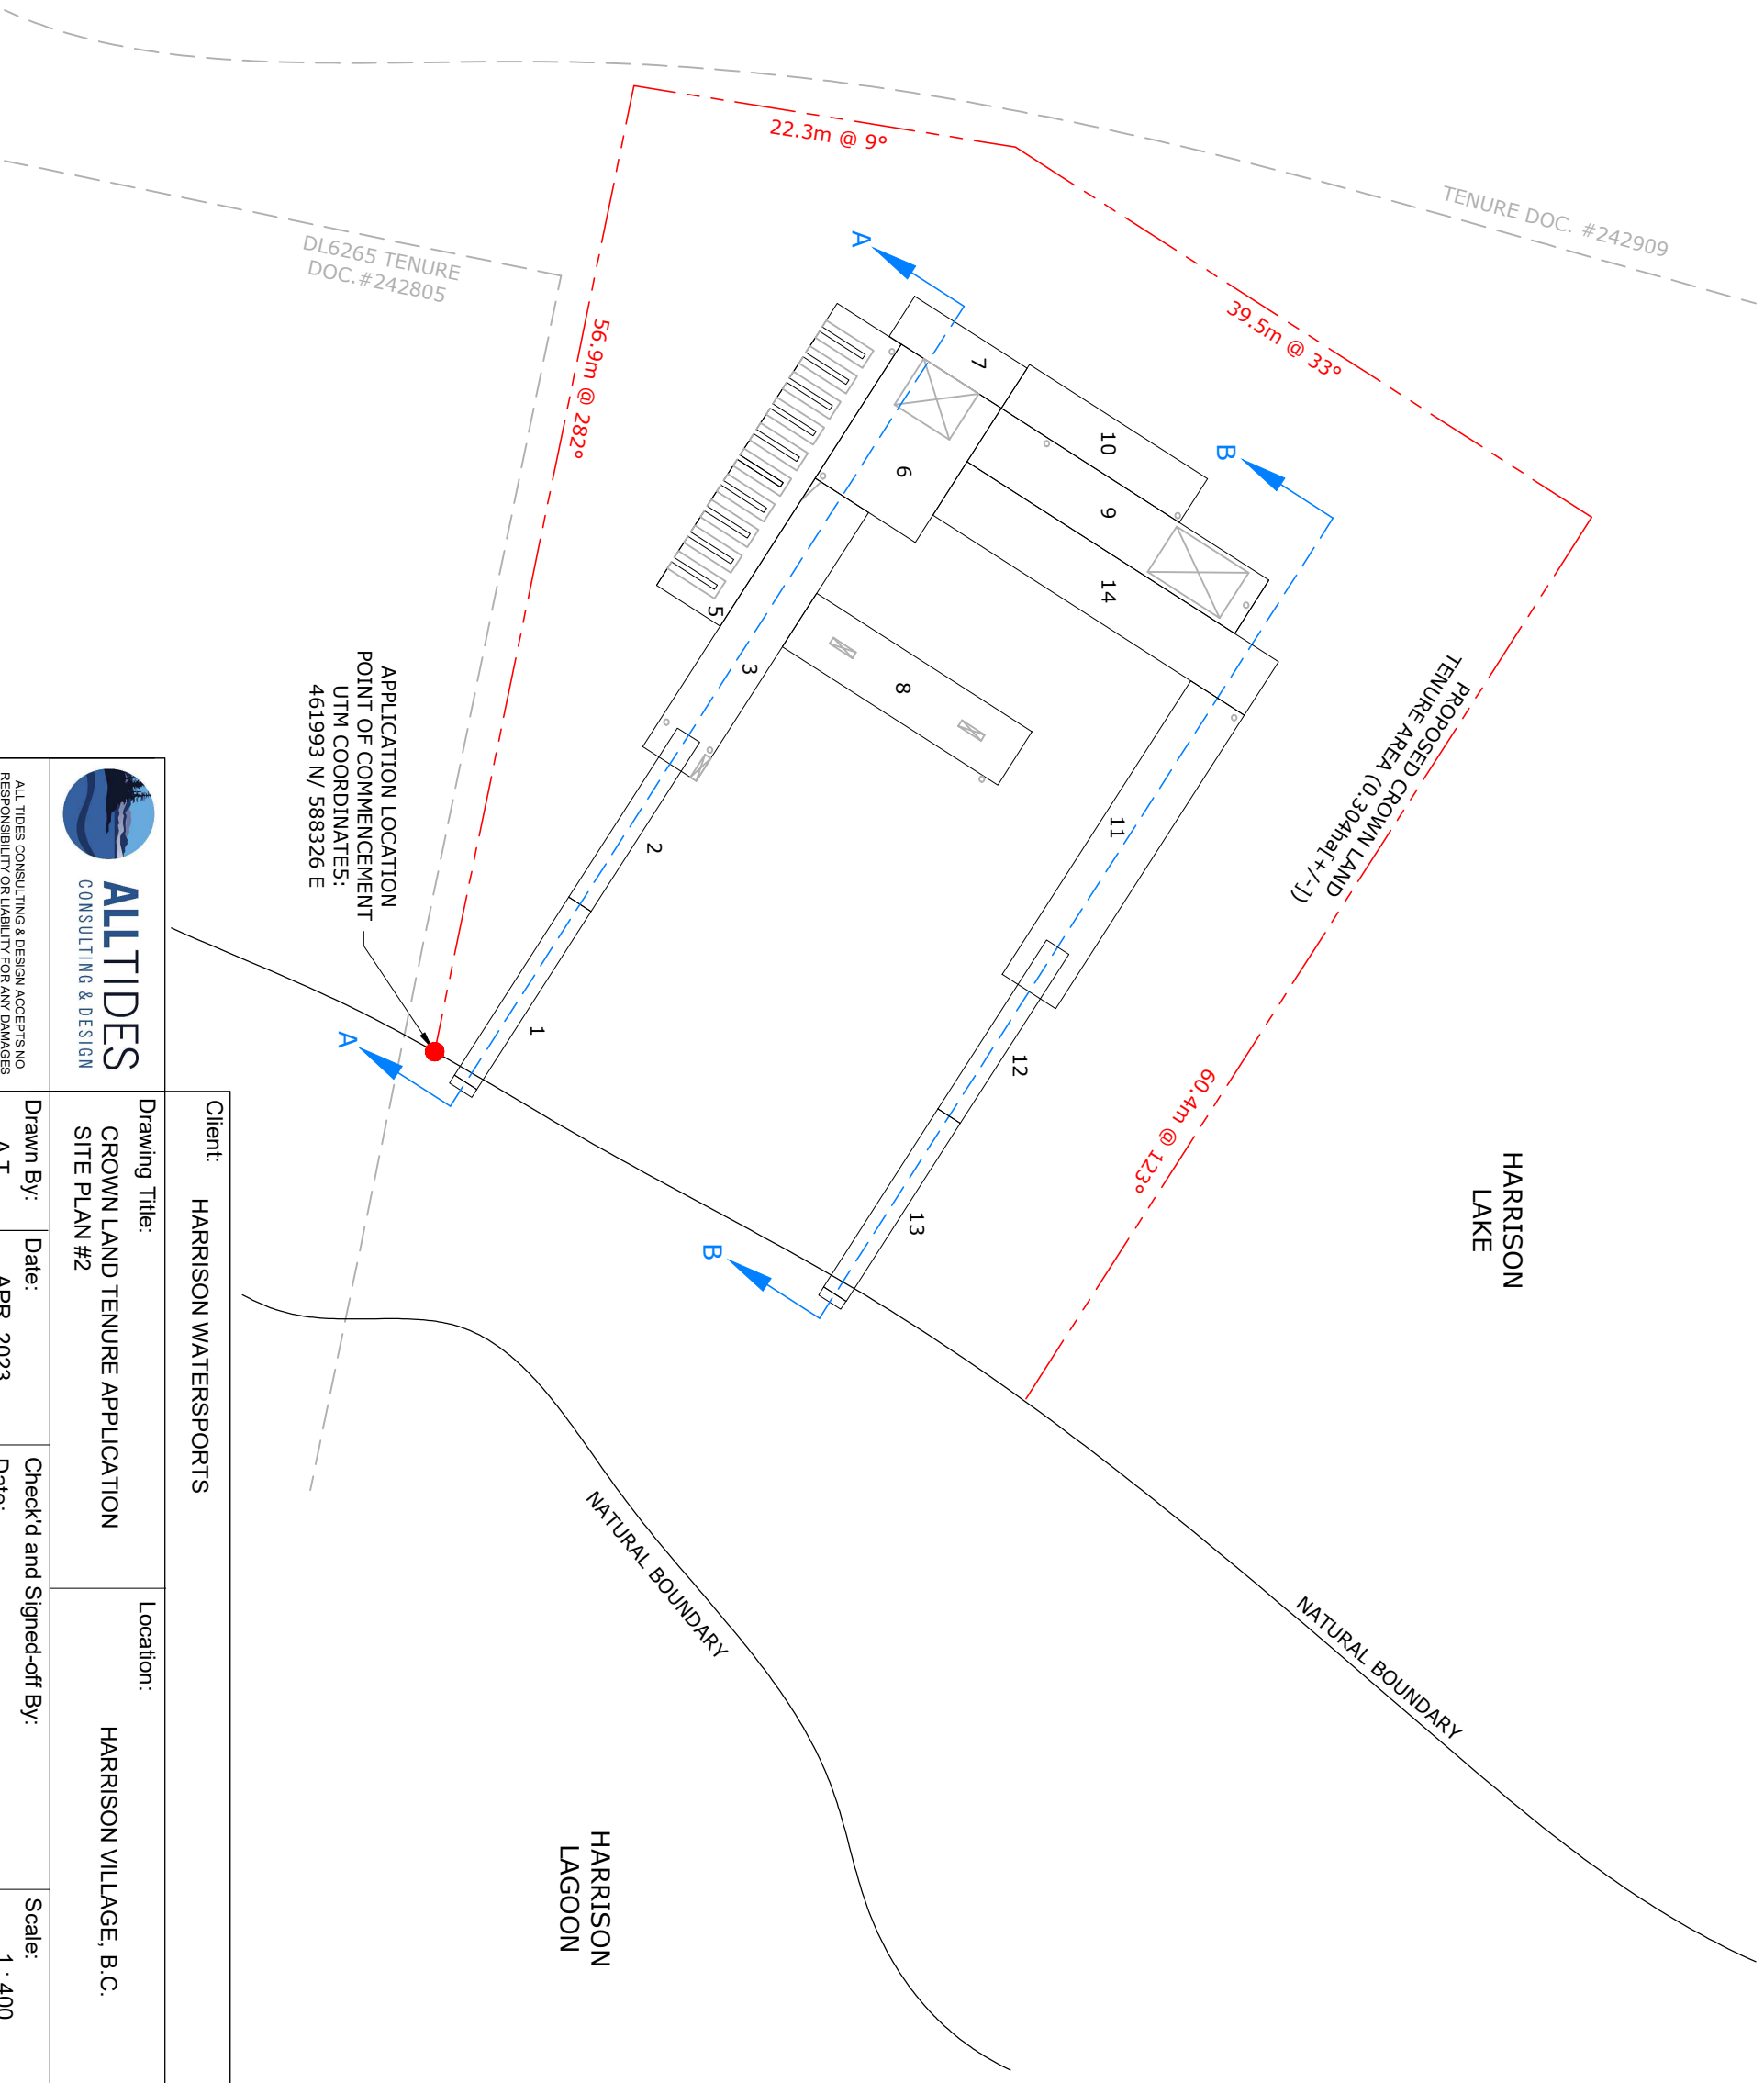 TENURE DOC. #242909
DL6265 TENURE
DOC.#242805
22.3m @ 9°
39.5m @ 33°
56.9m @ 282°
60.4m @ 123°
PROPOSED CROWN LAND
TENURE AREA (0.304ha[+/-])
A
A
B
B
1
2
3
5
6
7
8
9
10
11
12
13
14
APPLICATION LOCATION
POINT OF COMMENCEMENT
UTM COORDINATES:
461993 N/ 588326 E
HARRISON
LAKE
HARRISON
LAGOON
NATURAL BOUNDARY
NATURAL BOUNDARY
ALLTIDES
CONSULTING & DESIGN
ALL TIDES CONSULTING & DESIGN ACCEPTS NO
RESPONSIBILITY OR LIABILITY FOR ANY DAMAGES
Client: HARRISON WATERSPORTS
Drawing Title:
CROWN LAND TENURE APPLICATION
SITE PLAN #2
Location:
HARRISON VILLAGE, B.C.
Drawn By:
A.T.
Date:
APR. 2023
Check'd and Signed-off By:
Date:
Scale:
1 : 400